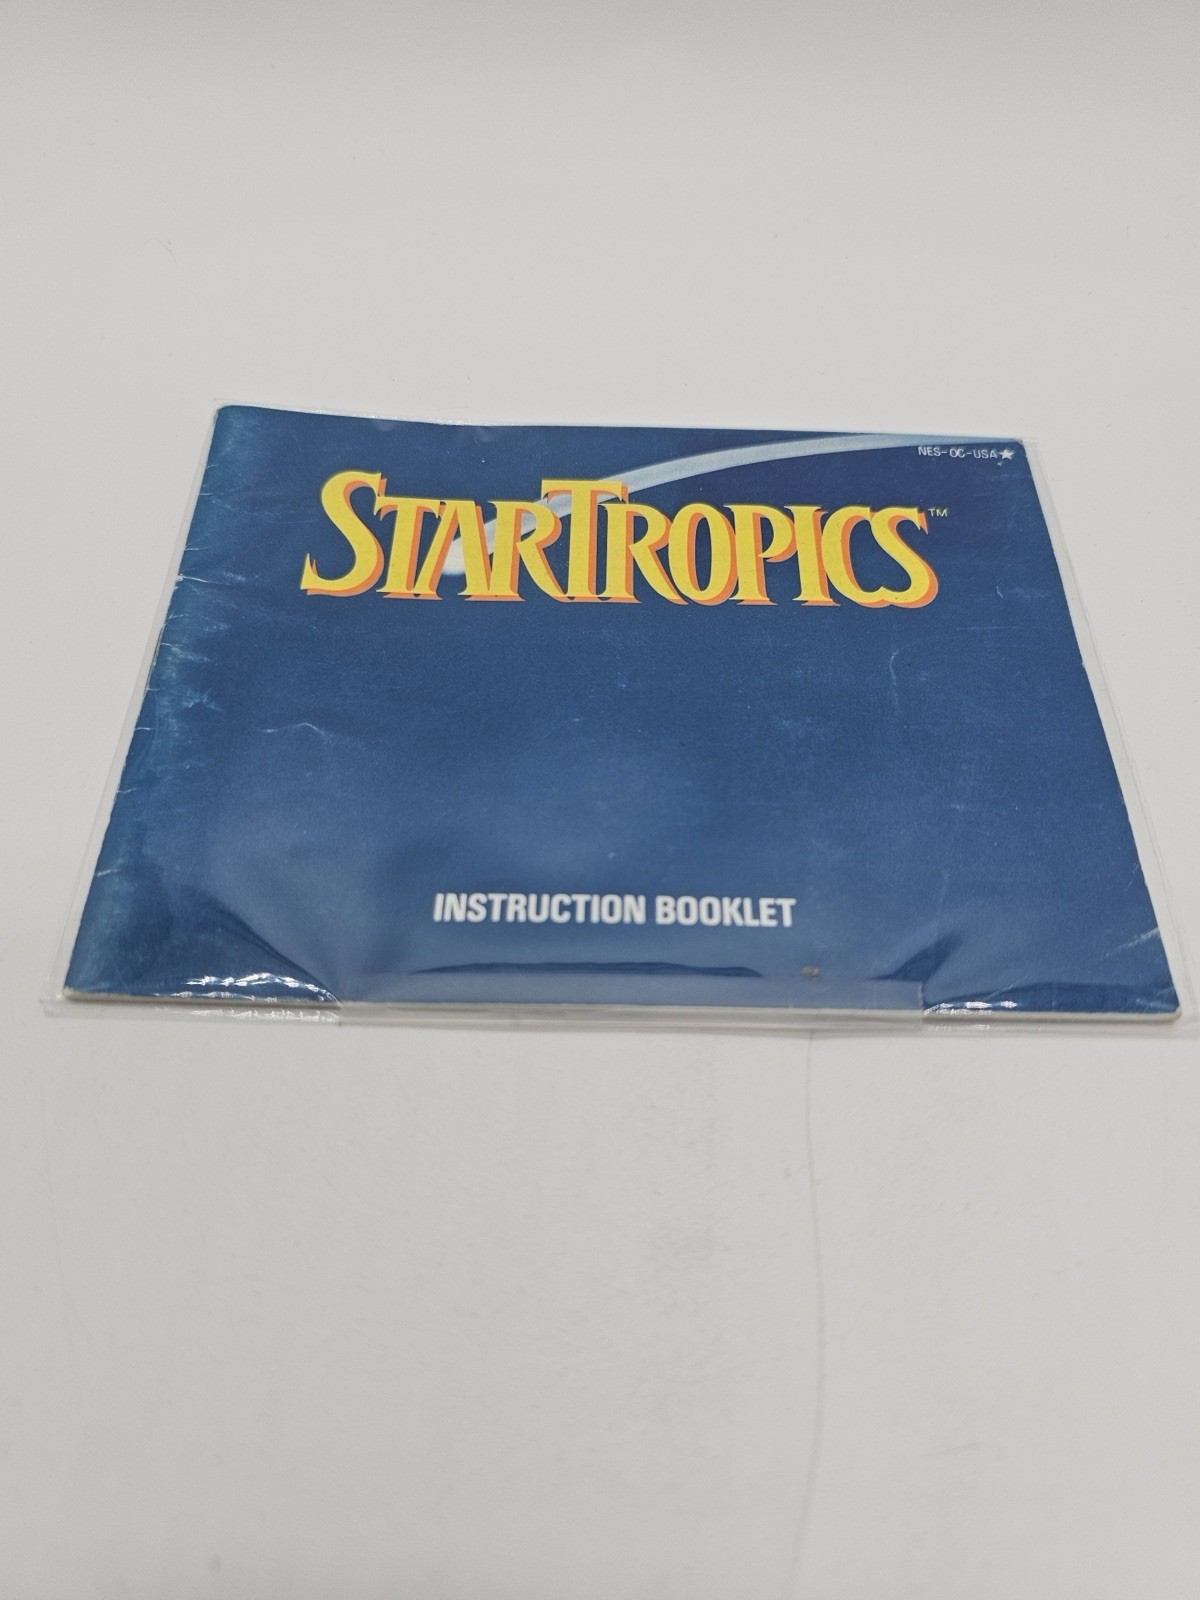 NES-OC-USA★
STARTROPICS™
INSTRUCTION BOOKLET